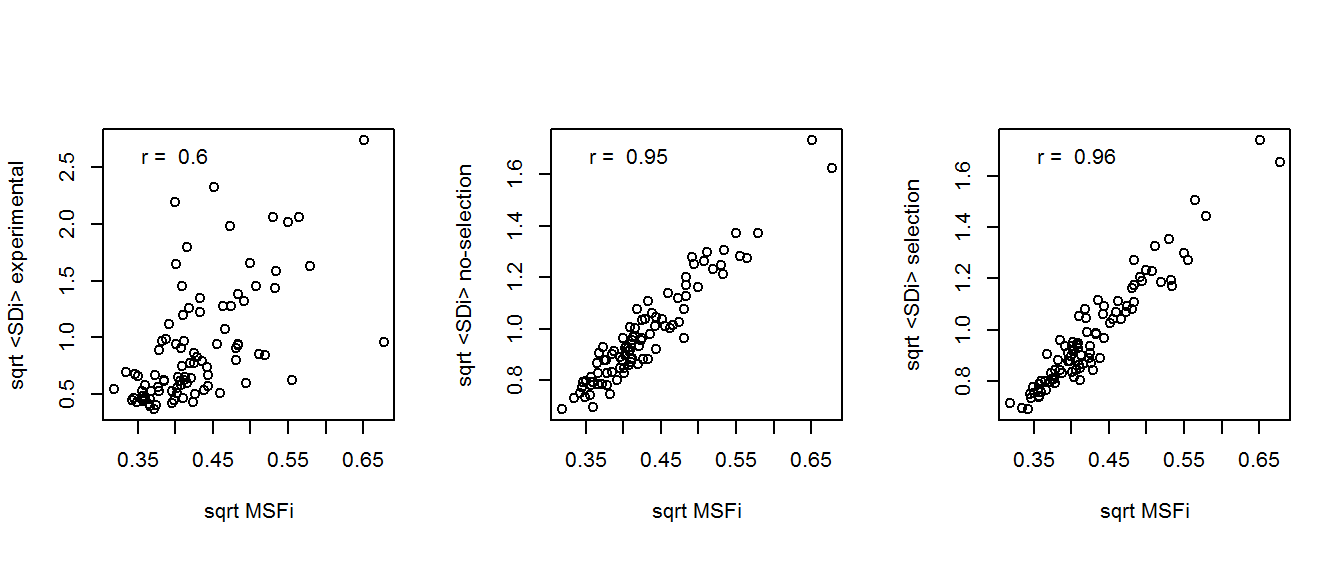 sqrt <SDi> experimental
2.5
2.0
1.5
1.0
0.5
r = 0.6
0.35 0.45 0.55 0.65
sqrt MSFi
sqrt <SDi> no-selection
1.6
1.4
1.2
1.0
0.8
r = 0.95
0.35 0.45 0.55 0.65
sqrt MSFi
sqrt <SDi> selection
1.6
1.4
1.2
1.0
0.8
r = 0.96
0.35 0.45 0.55 0.65
sqrt MSFi